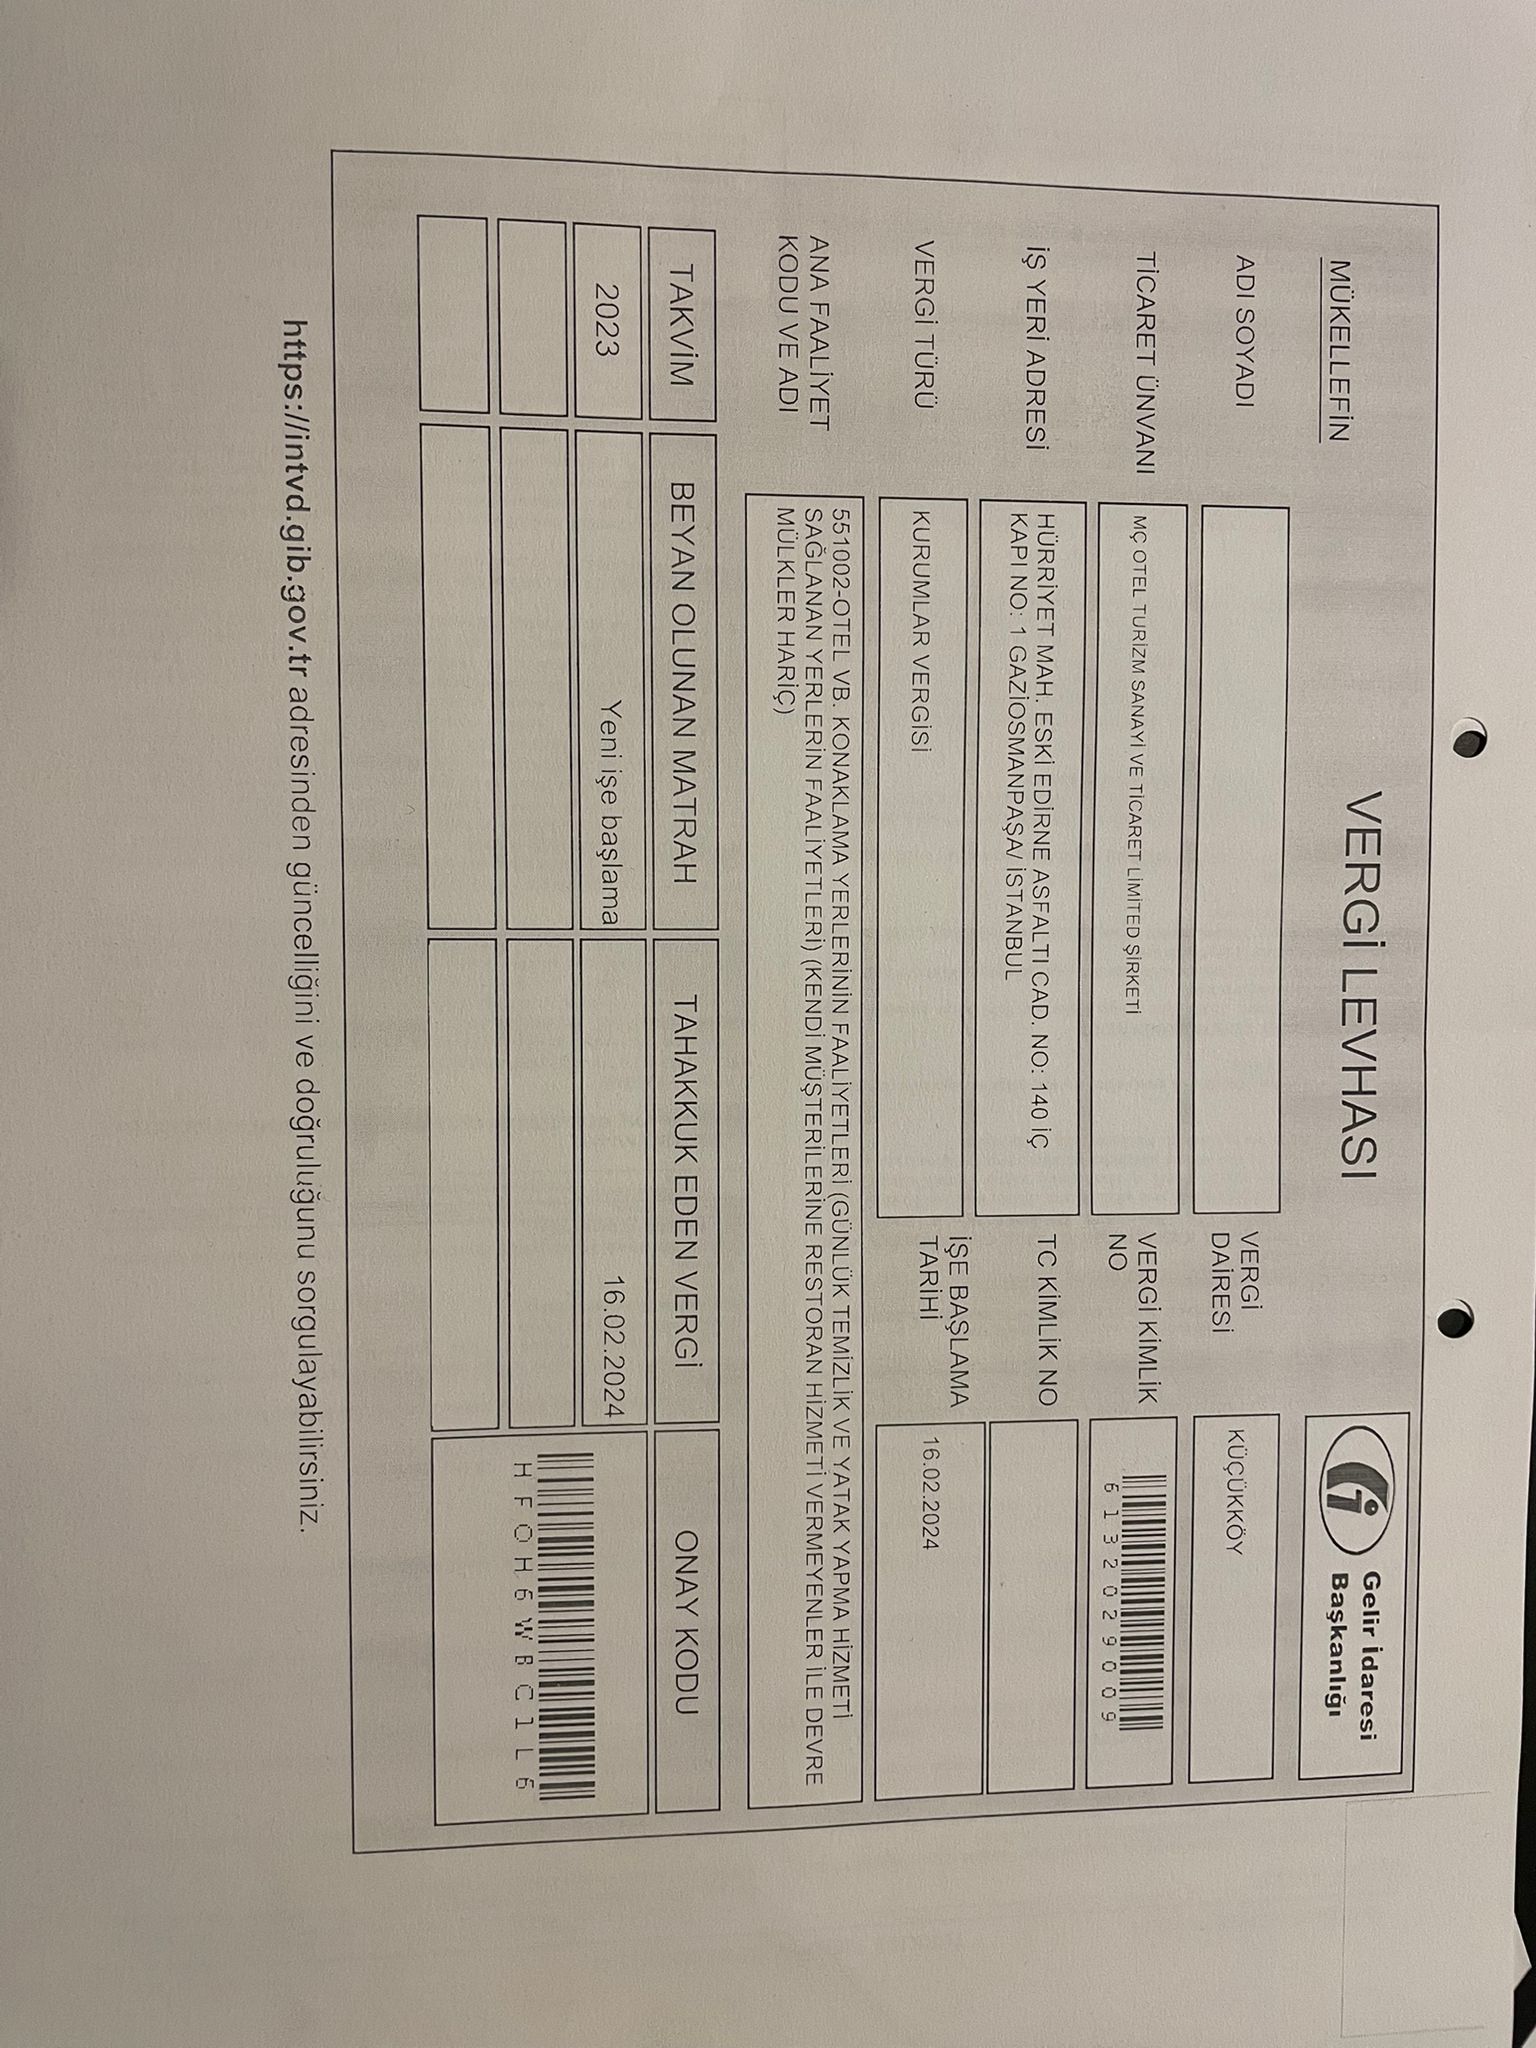 VERGİ LEVHASI
Gelir İdaresi
Başkanlığı
MÜKELLEFİN
ADI SOYADI
VERGİ
DAİRESİ
KÜÇÜKKÖY
TİCARET ÜNVANI
MÇ OTEL TURİZM SANAYİ VE TİCARET LİMİTED ŞİRKETİ
VERGİ KİMLİK
NO
6132029009
İŞ YERİ ADRESİ
HÜRRİYET MAH. ESKİ EDİRNE ASFALTI CAD. NO: 140 İÇ
KAPI NO: 1 GAZİOSMANPAŞA/ İSTANBUL
TC KİMLİK NO
VERGİ TÜRÜ
KURUMLAR VERGİSİ
İŞE BAŞLAMA
TARİHİ
16.02.2024
ANA FAALİYET
KODU VE ADI
551002-OTEL VB. KONAKLAMA YERLERİNİN FAALİYETLERİ (GÜNLÜK TEMİZLİK VE YATAK YAPMA HİZMETİ
SAĞLANAN YERLERİN FAALİYETLERİ) (KENDİ MÜŞTERİLERİNE RESTORAN HİZMETİ VERMEYENLER İLE DEVRE
MÜLKLER HARİÇ)
TAKVİM BEYAN OLUNAN MATRAH TAHAKKUK EDEN VERGİ ONAY KODU
2023 Yeni işe başlama 16.02.2024
HFOH6WBC1L6
https://intvd.gib.gov.tr adresinden güncelliğini ve doğruluğunu sorgulayabilirsiniz.